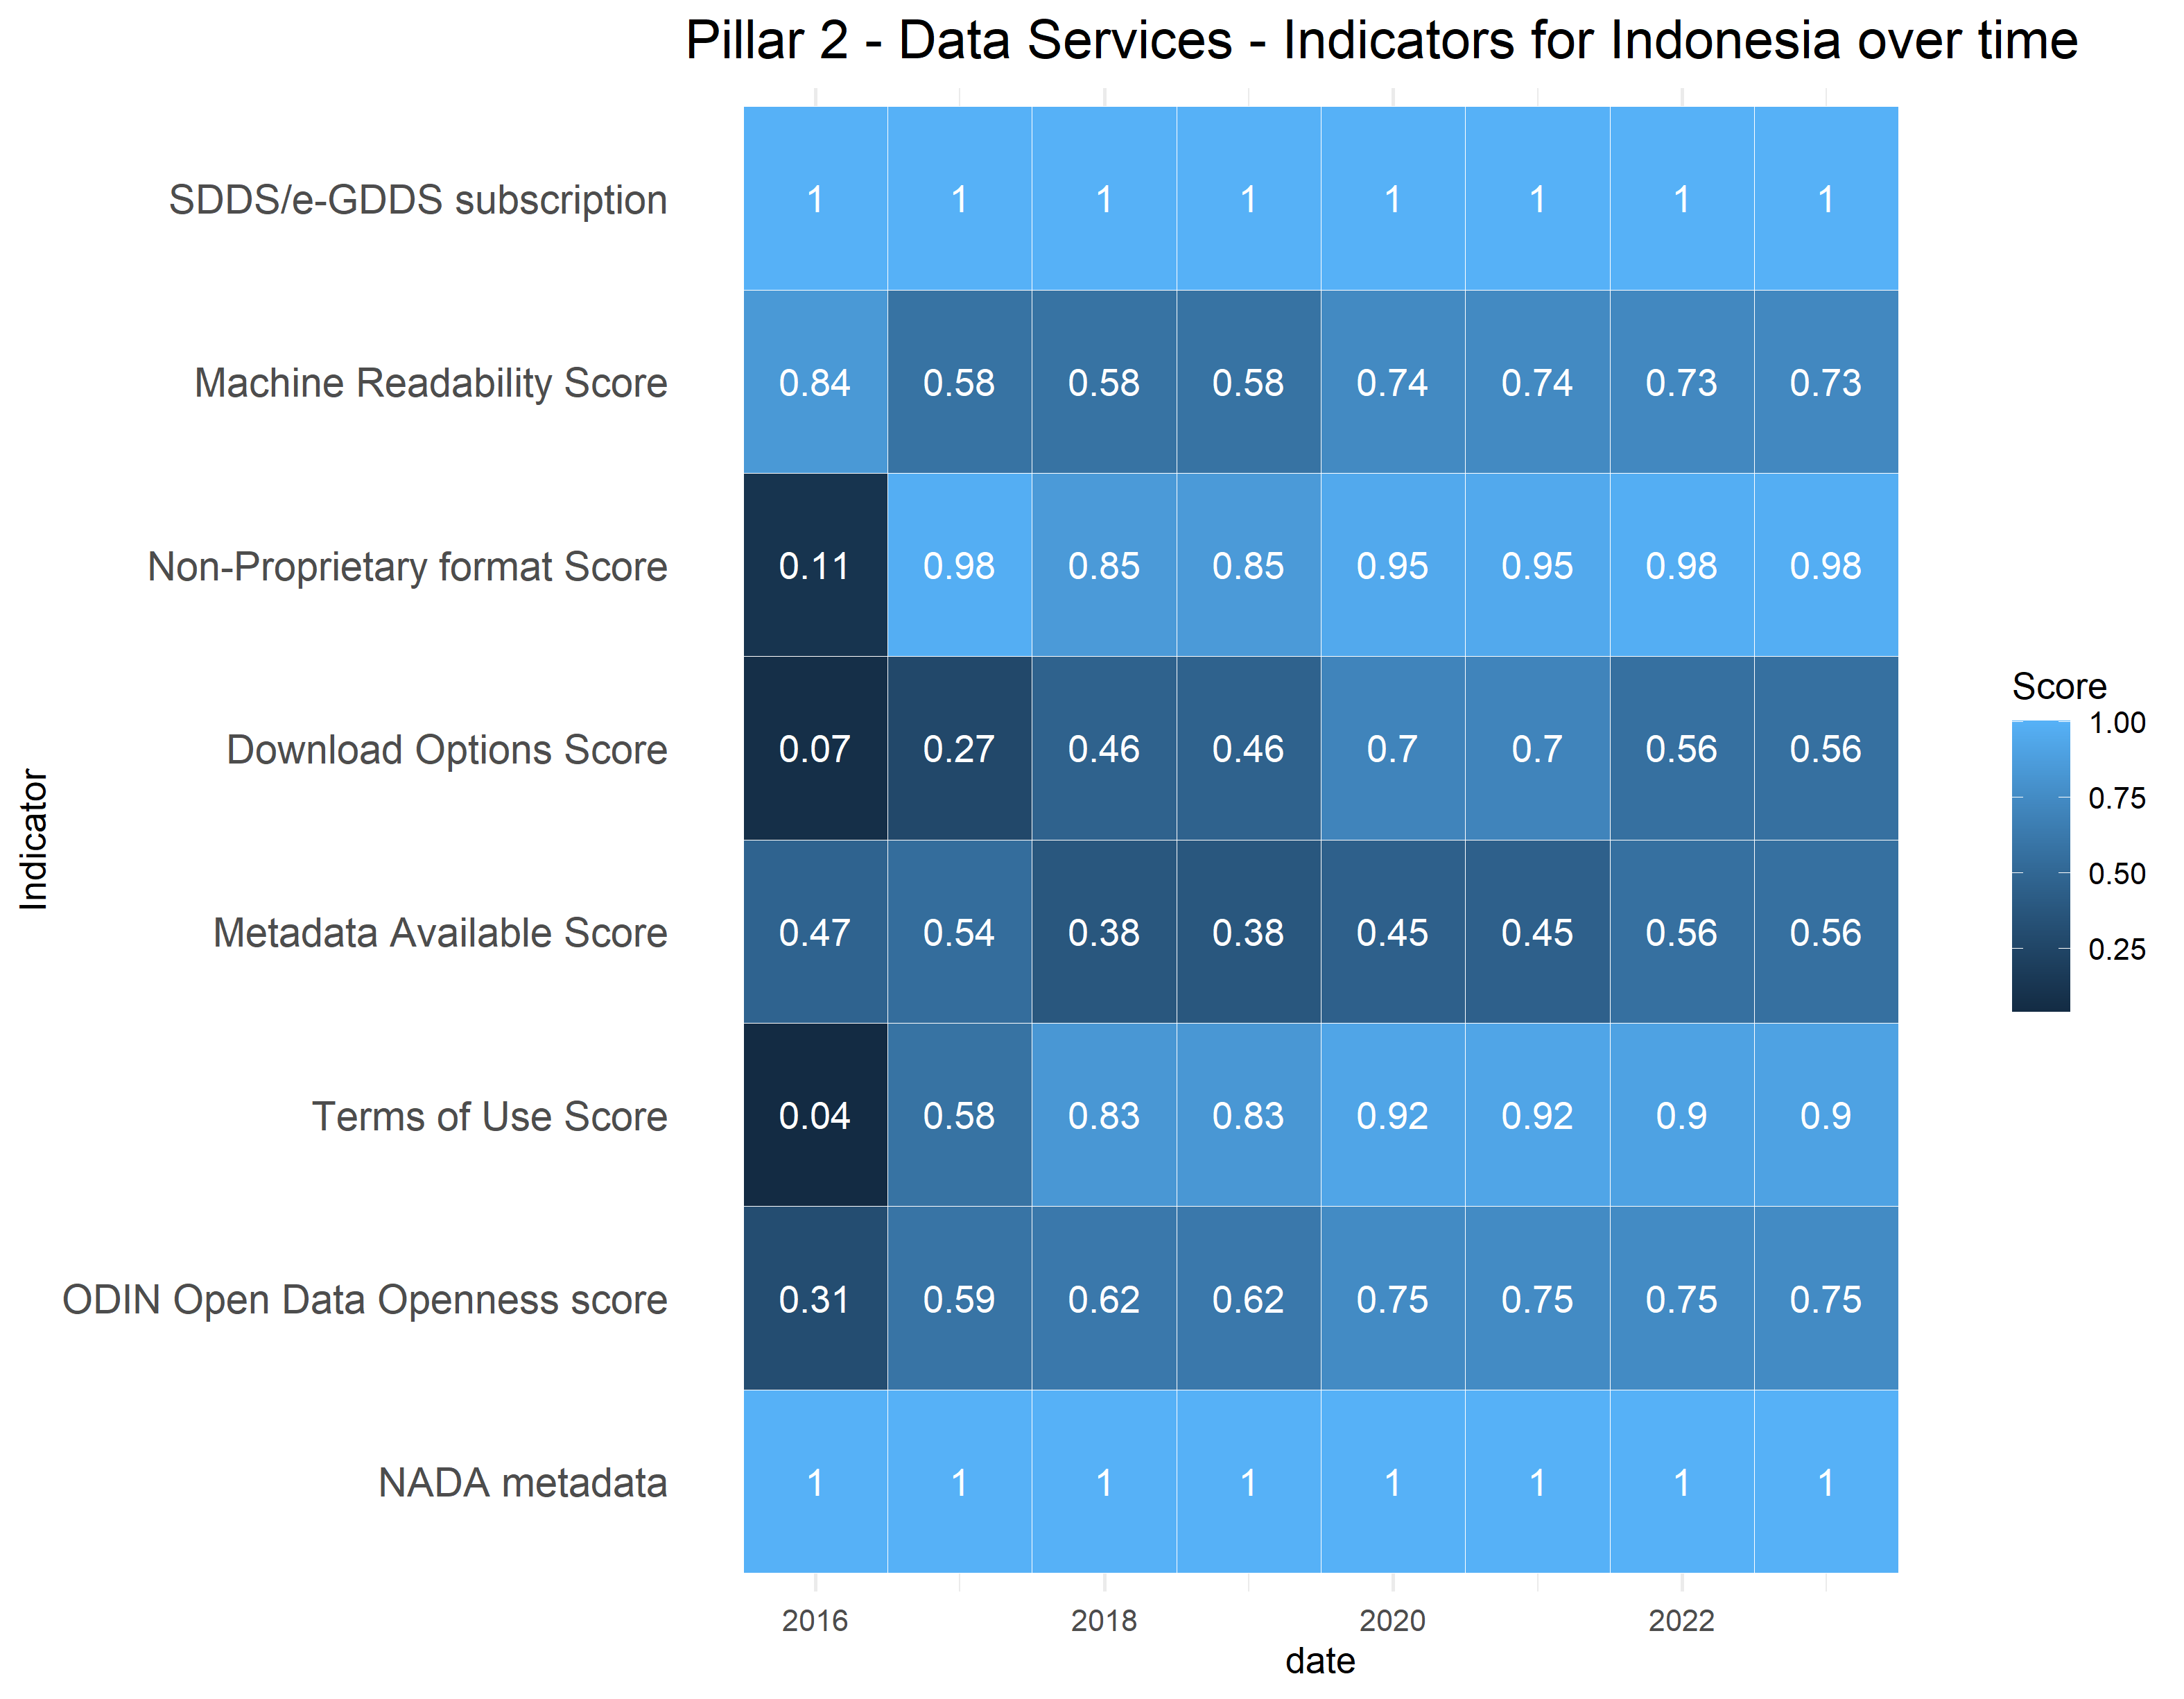 Pillar 2 - Data Services - Indicators for Indonesia over time
Indicator
SDDS/e-GDDS subscription 1 1 1 1 1 1 1 1
Machine Readability Score 0.84 0.58 0.58 0.58 0.74 0.74 0.73 0.73
Non-Proprietary format Score 0.11 0.98 0.85 0.85 0.95 0.95 0.98 0.98
Download Options Score 0.07 0.27 0.46 0.46 0.7 0.7 0.56 0.56
Metadata Available Score 0.47 0.54 0.38 0.38 0.45 0.45 0.56 0.56
Terms of Use Score 0.04 0.58 0.83 0.83 0.92 0.92 0.9 0.9
ODIN Open Data Openness score 0.31 0.59 0.62 0.62 0.75 0.75 0.75 0.75
NADA metadata 1 1 1 1 1 1 1 1
2016 2018 2020 2022
date
Score
1.00
0.75
0.50
0.25